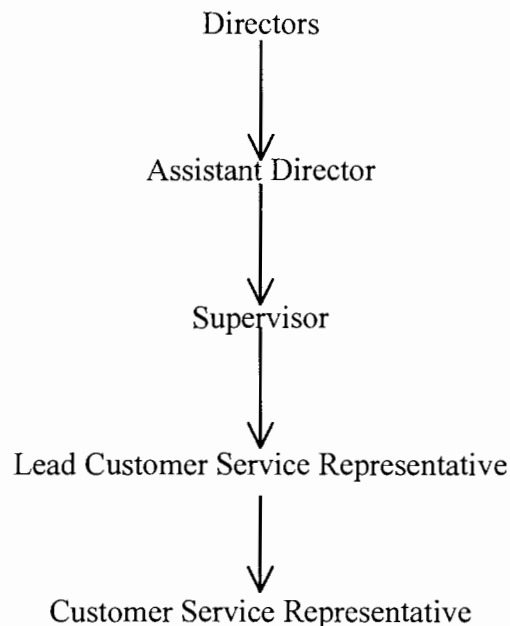 Directors
Assistant Director
Supervisor
Lead Customer Service Representative
Customer Service Representative